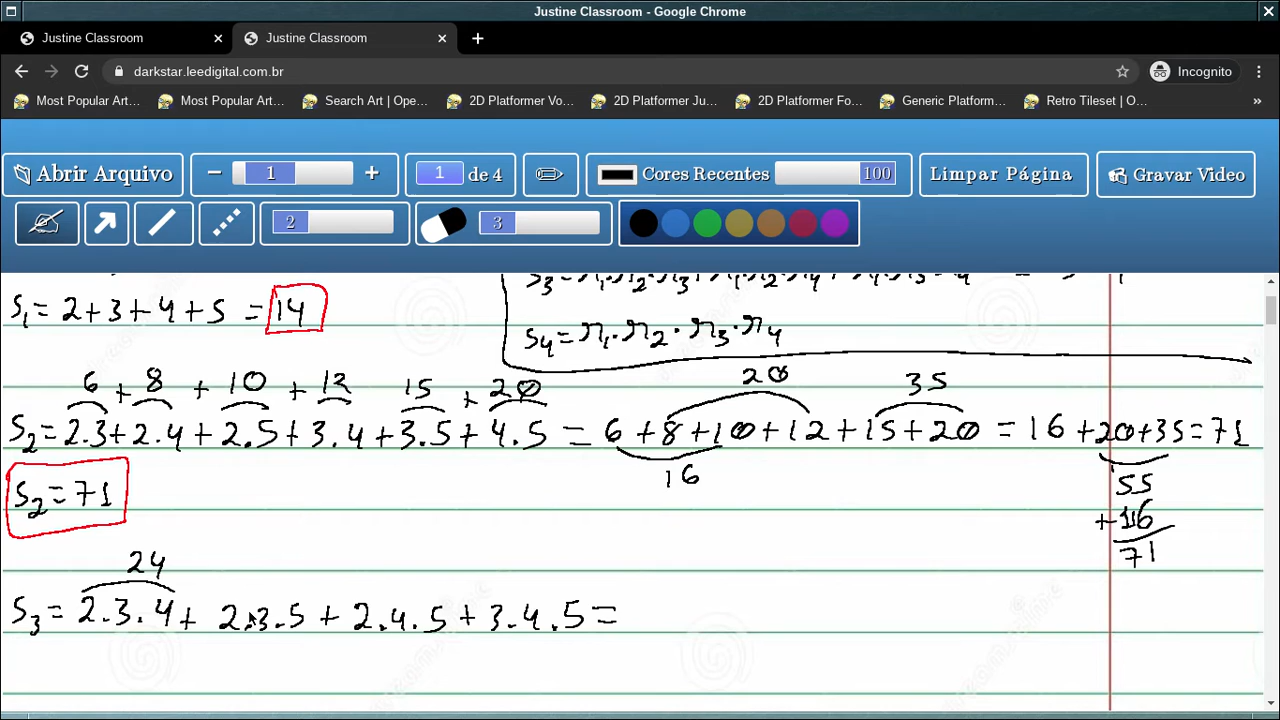 Justine Classroom - Google Chrome
Justine Classroom
Justine Classroom
darkstar.leedigital.com.br
Incognito
Most Popular Art...
Most Popular Art...
Search Art | Ope...
2D Platformer Vo...
2D Platformer Ju...
2D Platformer Fo...
Generic Platform...
Retro Tileset | O...
»
Abrir Arquivo
− 1 +
1 de 4
Cores Recentes 100
Limpar Página
Gravar Video
2
3
S₁ = 2 + 3 + 4 + 5 = 14
S₄ = r₁ . r₂ . r₃ . r₄
20 35
6 + 8 + 10 + 12 15 + 20
S₂ = 2.3 + 2.4 + 2.5 + 3.4 + 3.5 + 4.5 = 6 + 8 + 10 + 12 + 15 + 20 = 16 + 20 + 35 = 71
16
S₂ = 71
55
+ 16
71
24
S₃ = 2.3.4 + 2.3.5 + 2.4.5 + 3.4.5 =